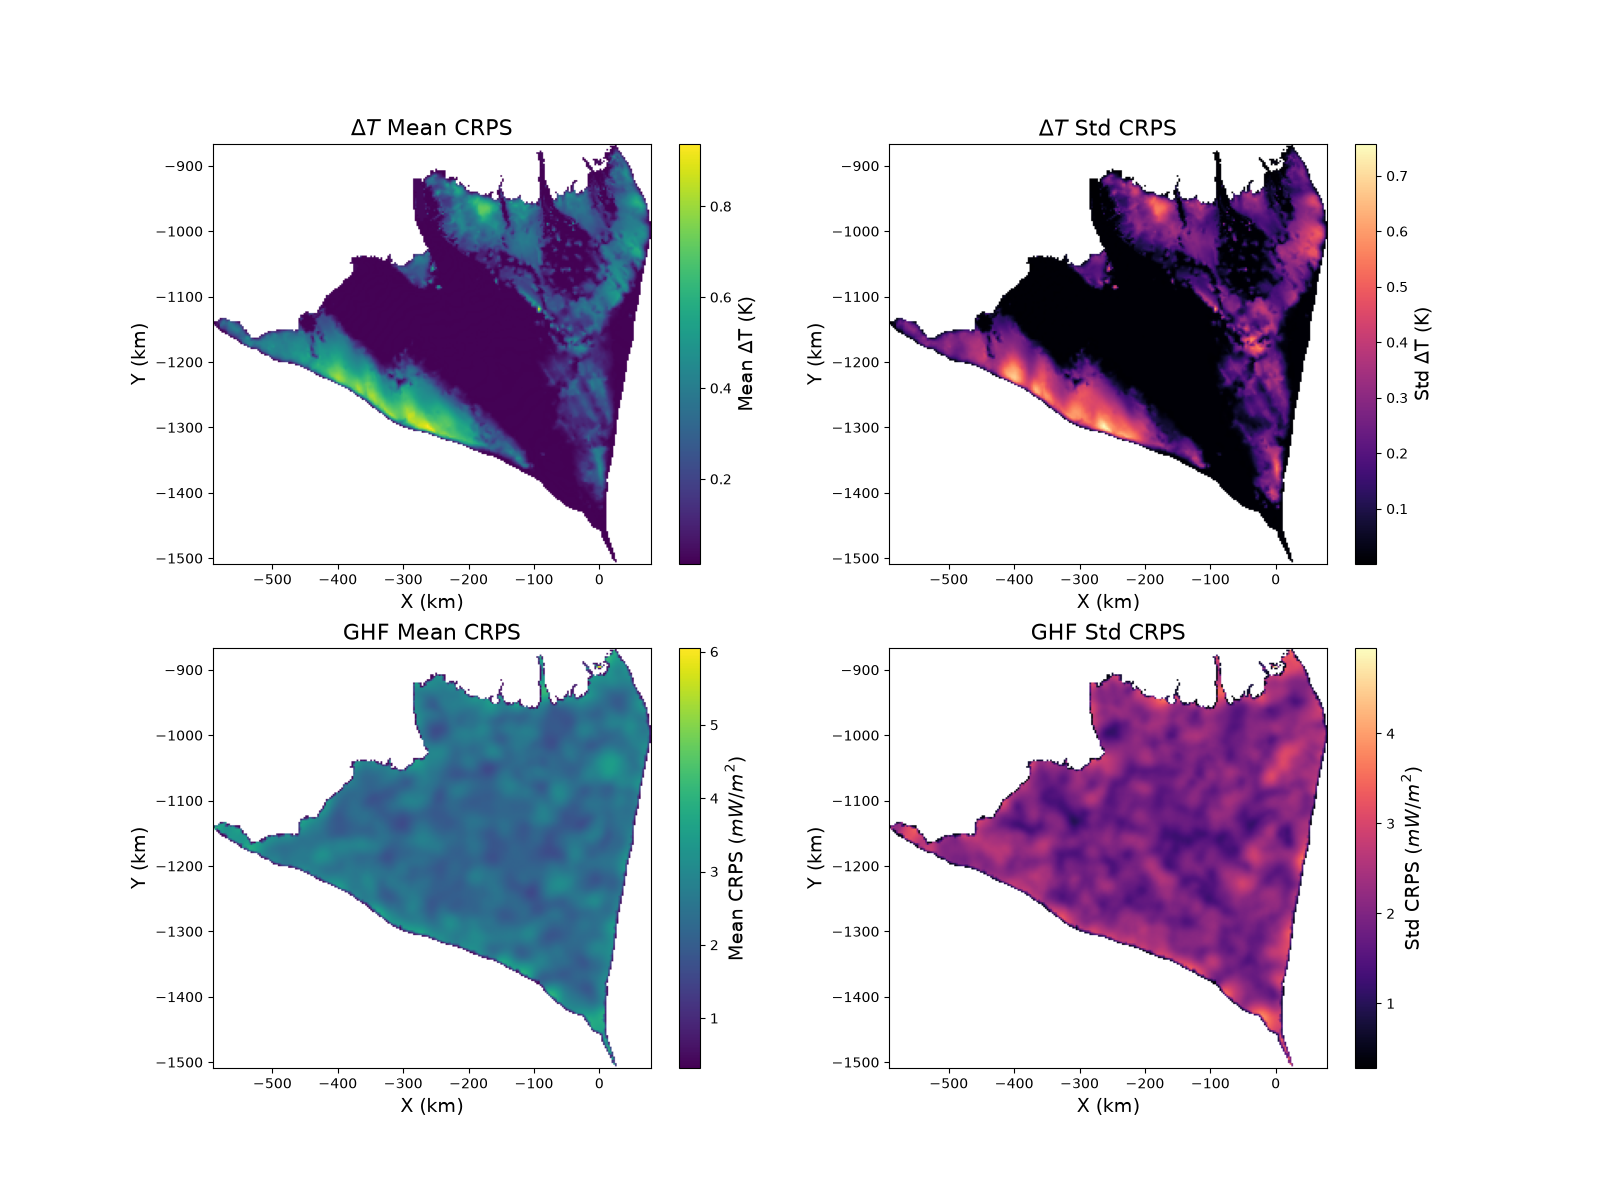 ΔT Mean CRPS
−900
−1000
−1100
−1200
−1300
−1400
−1500
Y (km)
−500 −400 −300 −200 −100 0
X (km)
0.8
0.6
0.4
0.2
Mean ΔT (K)
ΔT Std CRPS
−900
−1000
−1100
−1200
−1300
−1400
−1500
Y (km)
−500 −400 −300 −200 −100 0
X (km)
0.7
0.6
0.5
0.4
0.3
0.2
0.1
Std ΔT (K)
GHF Mean CRPS
−900
−1000
−1100
−1200
−1300
−1400
−1500
Y (km)
−500 −400 −300 −200 −100 0
X (km)
6
5
4
3
2
1
Mean CRPS (mW/m²)
GHF Std CRPS
−900
−1000
−1100
−1200
−1300
−1400
−1500
Y (km)
−500 −400 −300 −200 −100 0
X (km)
4
3
2
1
Std CRPS (mW/m²)